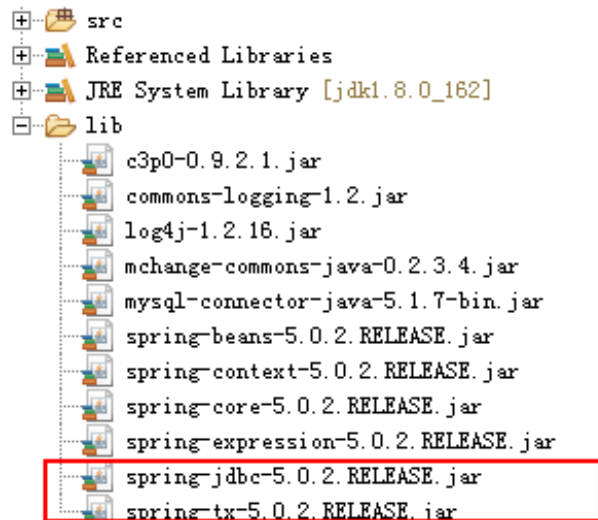 src
Referenced Libraries
JRE System Library [jdk1.8.0_162]
lib
c3p0-0.9.2.1.jar
commons-logging-1.2.jar
log4j-1.2.16.jar
mchange-commons-java-0.2.3.4.jar
mysql-connector-java-5.1.7-bin.jar
spring-beans-5.0.2.RELEASE.jar
spring-context-5.0.2.RELEASE.jar
spring-core-5.0.2.RELEASE.jar
spring-expression-5.0.2.RELEASE.jar
spring-jdbc-5.0.2.RELEASE.jar
spring-tx-5.0.2.RELEASE.jar